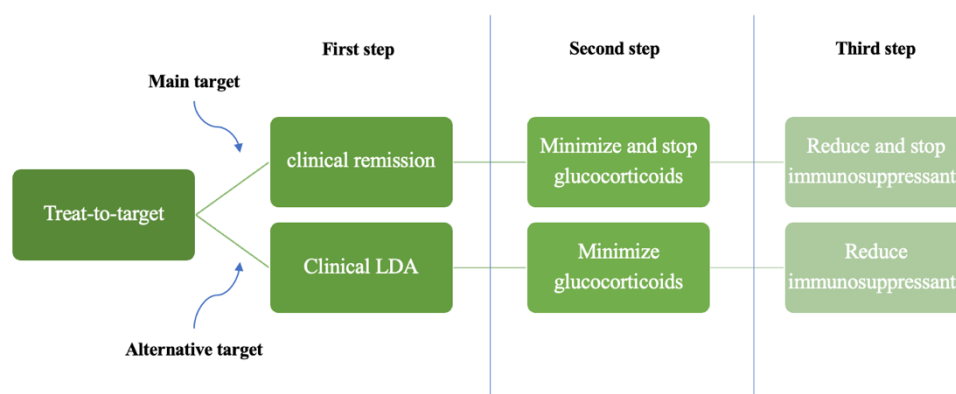 First step
Second step
Third step
Main target
clinical remission
Minimize and stop
glucocorticoids
Reduce and stop
immunosuppressant
Treat-to-target
Clinical LDA
Minimize
glucocorticoids
Reduce
immunosuppressant
Alternative target